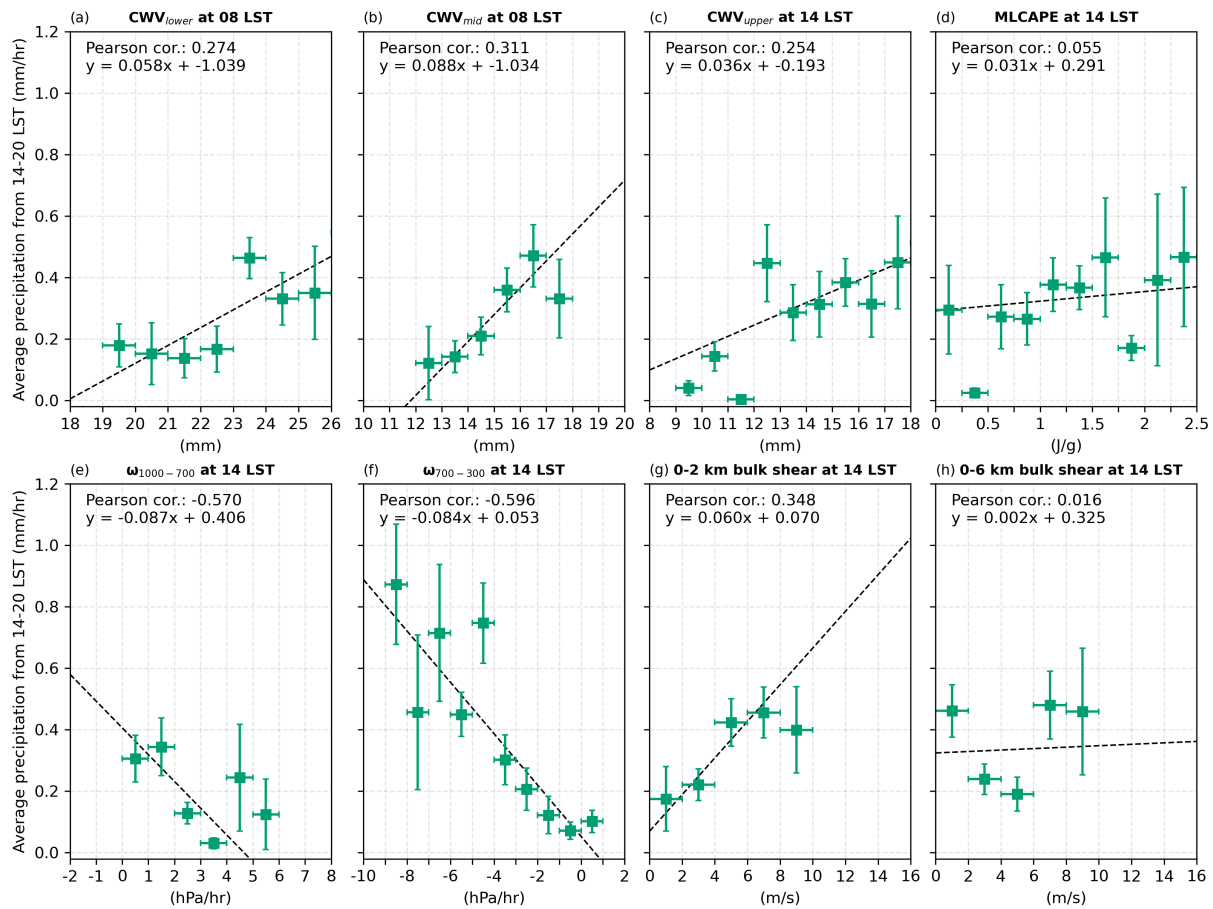 (a) CWV_lower at 08 LST
Pearson cor.: 0.274
y = 0.058x + -1.039
Average precipitation from 14-20 LST (mm/hr)
1.2
1.0
0.8
0.6
0.4
0.2
0.0
18 19 20 21 22 23 24 25 26
(mm)
(b) CWV_mid at 08 LST
Pearson cor.: 0.311
y = 0.088x + -1.034
10 11 12 13 14 15 16 17 18 19 20
(mm)
(c) CWV_upper at 14 LST
Pearson cor.: 0.254
y = 0.036x + -0.193
8 9 10 11 12 13 14 15 16 17 18
(mm)
(d) MLCAPE at 14 LST
Pearson cor.: 0.055
y = 0.031x + 0.291
0 0.5 1 1.5 2 2.5
(J/g)
(e) ω1000−700 at 14 LST
Pearson cor.: -0.570
y = -0.087x + 0.406
Average precipitation from 14-20 LST (mm/hr)
1.2
1.0
0.8
0.6
0.4
0.2
0.0
-2 -1 0 1 2 3 4 5 6 7 8
(hPa/hr)
(f) ω700−300 at 14 LST
Pearson cor.: -0.596
y = -0.084x + 0.053
-10 -8 -6 -4 -2 0 2
(hPa/hr)
(g) 0-2 km bulk shear at 14 LST
Pearson cor.: 0.348
y = 0.060x + 0.070
0 2 4 6 8 10 12 14 16
(m/s)
(h) 0-6 km bulk shear at 14 LST
Pearson cor.: 0.016
y = 0.002x + 0.325
0 2 4 6 8 10 12 14 16
(m/s)